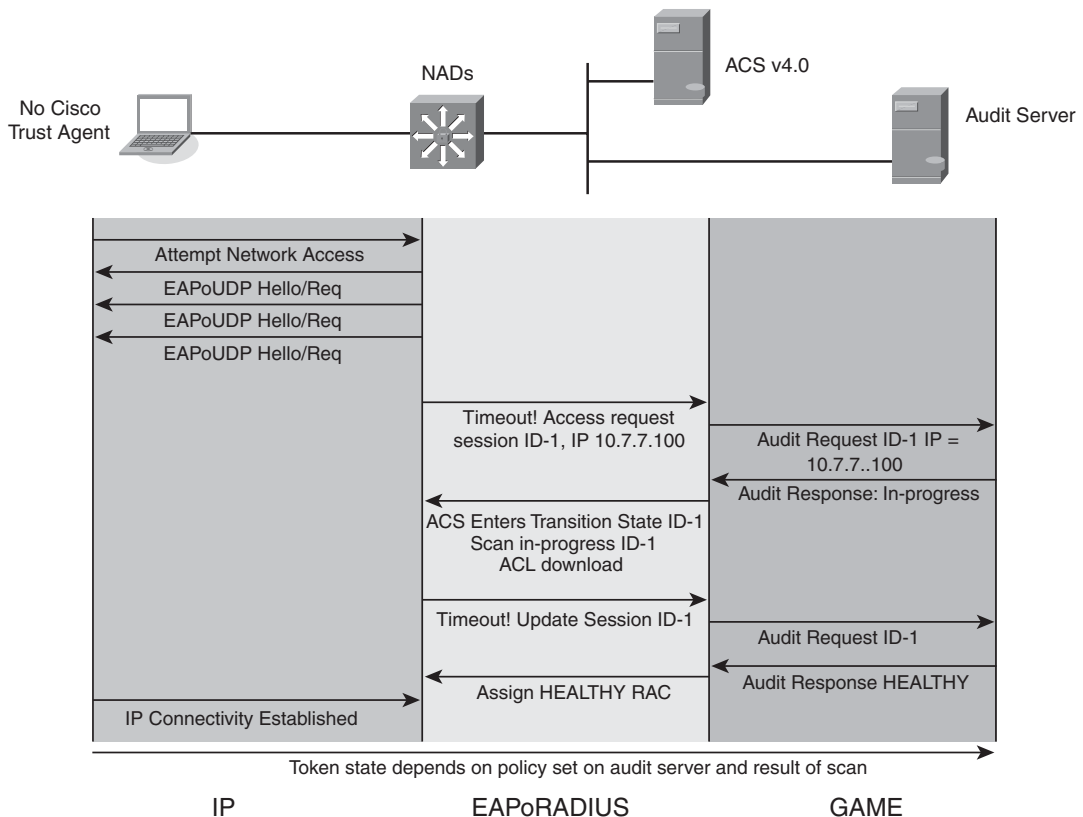 ACS v4.0
NADs
No Cisco
Trust Agent
Audit Server
Attempt Network Access
EAPoUDP Hello/Req
EAPoUDP Hello/Req
EAPoUDP Hello/Req
Timeout! Access request
session ID-1, IP 10.7.7.100
Audit Request ID-1 IP =
10.7.7..100
Audit Response: In-progress
ACS Enters Transition State ID-1
Scan in-progress ID-1
ACL download
Timeout! Update Session ID-1
Audit Request ID-1
Audit Response HEALTHY
Assign HEALTHY RAC
IP Connectivity Established
Token state depends on policy set on audit server and result of scan
IP
EAPoRADIUS
GAME